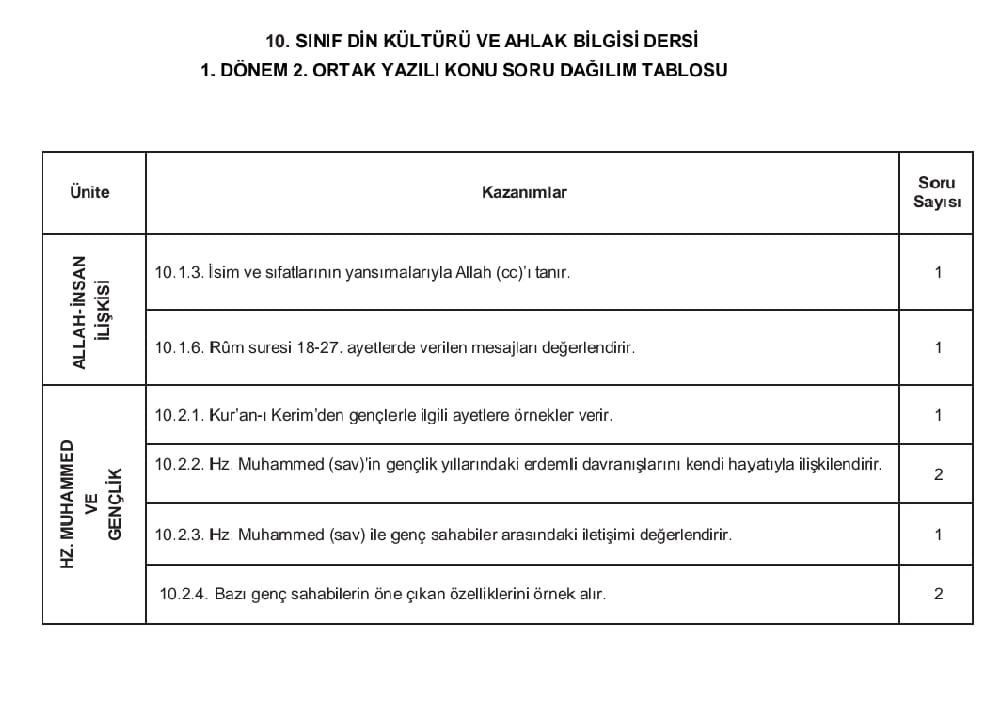 10. SINIF DİN KÜLTÜRÜ VE AHLAK BİLGİSİ DERSİ
1. DÖNEM 2. ORTAK YAZILI KONU SORU DAĞILIM TABLOSU
Ünite
Kazanımlar
Soru
Sayısı
ALLAH-İNSAN
İLİŞKİSİ
10.1.3. İsim ve sıfatlarının yansımalarıyla Allah (cc)’ı tanır.
1
10.1.6. Rûm suresi 18-27. ayetlerde verilen mesajları değerlendirir.
1
HZ. MUHAMMED
VE
GENÇLİK
10.2.1. Kur’an-ı Kerim’den gençlerle ilgili ayetlere örnekler verir.
1
10.2.2. Hz. Muhammed (sav)’in gençlik yıllarındaki erdemli davranışlarını kendi hayatıyla ilişkilendirir.
2
10.2.3. Hz. Muhammed (sav) ile genç sahabiler arasındaki iletişimi değerlendirir.
1
10.2.4. Bazı genç sahabilerin öne çıkan özelliklerini örnek alır.
2